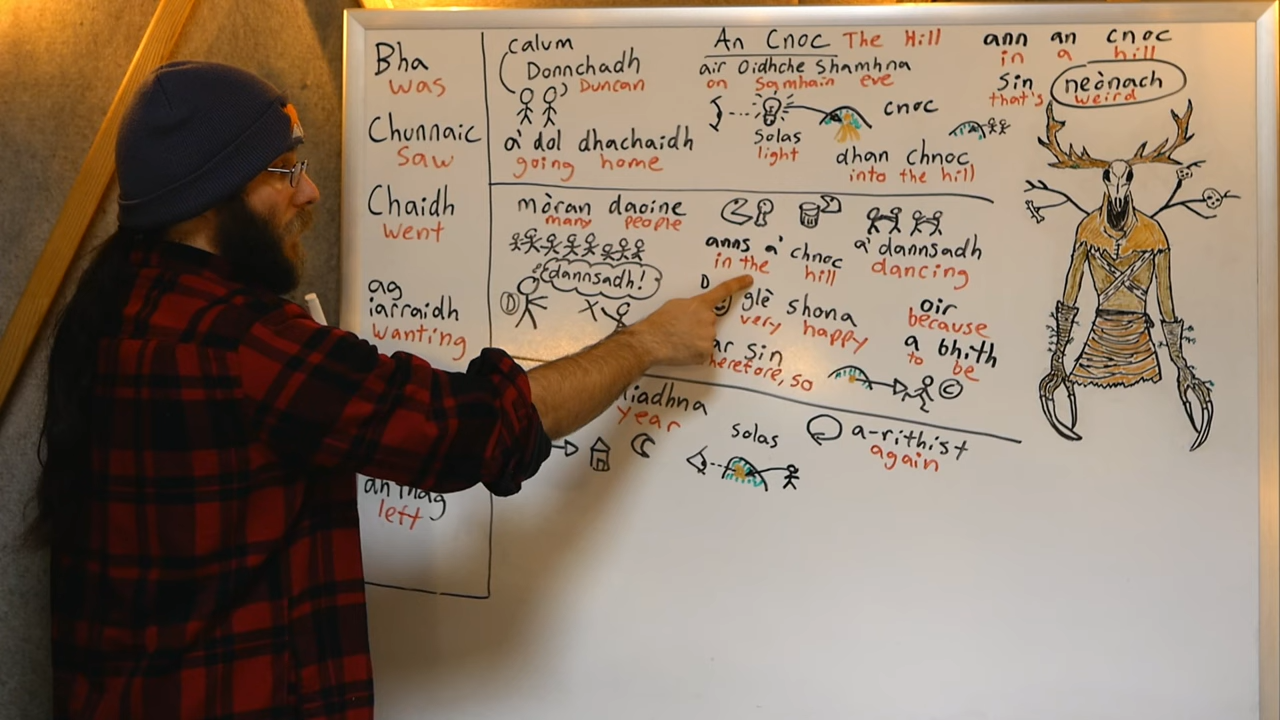 Bha
was
Chunnaic
Saw
Chaidh
went
ag
iarraidh
wanting
left
Calum
Donnchadh
Duncan
a' dol dhachaidh
going home
An Cnoc The Hill
air Oidhche Shamhna
on Samhain eve
cnoc
Solas
light
dhan chnoc
into the hill
ann an cnoc
in a hill
Sin neònach
that's weird
mòran daoine
many people
dannsadh!
D
anns a' chnoc
in the hill
a' dannsadh
dancing
D
glè shona
very happy
oir
because
a bhith
to be
sin
so
©
year
solas
a-rithist
again